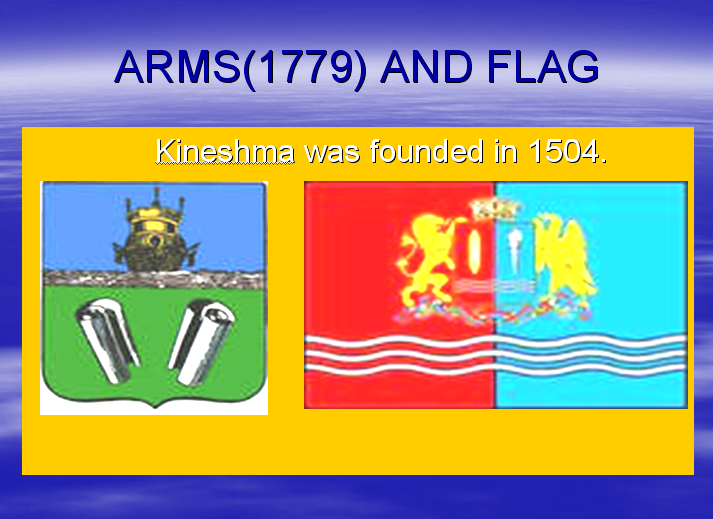 ARMS(1779) AND FLAG
Kineshma was founded in 1504.